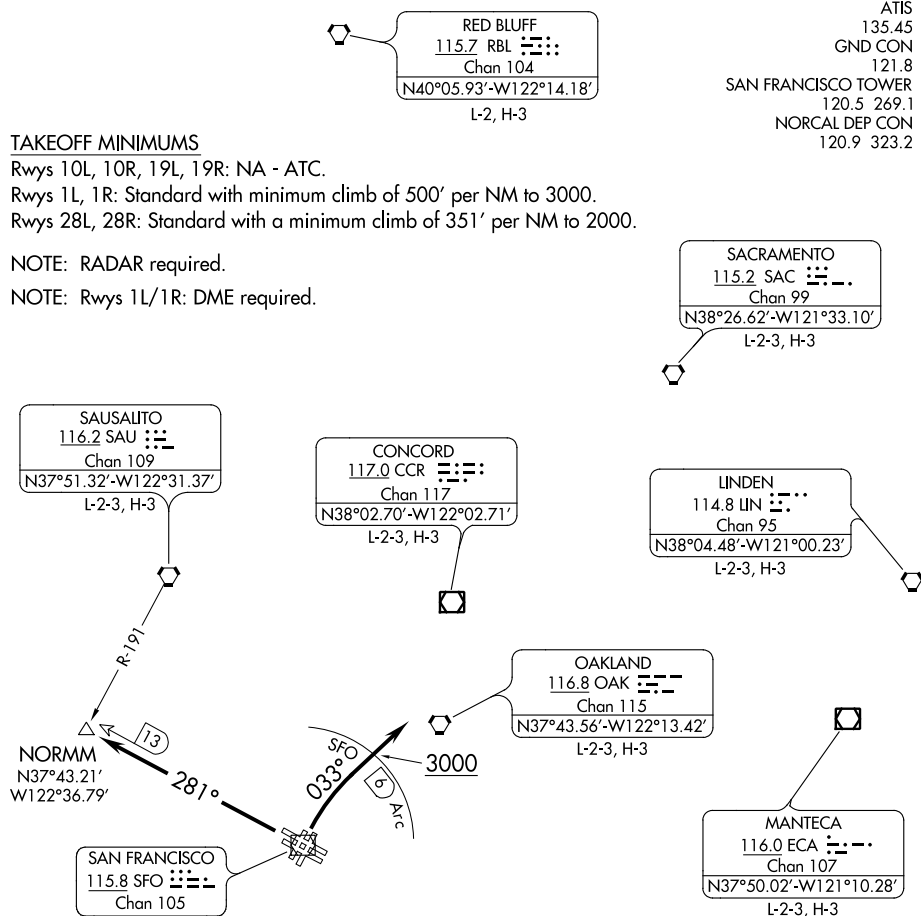 ATIS
135.45
GND CON
121.8
SAN FRANCISCO TOWER
120.5 269.1
NORCAL DEP CON
120.9 323.2
RED BLUFF
115.7 RBL
Chan 104
N40°05.93'-W122°14.18'
L-2, H-3
TAKEOFF MINIMUMS
Rwys 10L, 10R, 19L, 19R: NA - ATC.
Rwys 1L, 1R: Standard with minimum climb of 500' per NM to 3000.
Rwys 28L, 28R: Standard with a minimum climb of 351' per NM to 2000.
NOTE: RADAR required.
NOTE: Rwys 1L/1R: DME required.
SACRAMENTO
115.2 SAC
Chan 99
N38°26.62'-W121°33.10'
L-2-3, H-3
SAUSALITO
116.2 SAU
Chan 109
N37°51.32'-W122°31.37'
L-2-3, H-3
CONCORD
117.0 CCR
Chan 117
N38°02.70'-W122°02.71'
L-2-3, H-3
LINDEN
114.8 LIN
Chan 95
N38°04.48'-W121°00.23'
L-2-3, H-3
R-191
OAKLAND
116.8 OAK
Chan 115
N37°43.56'-W122°13.42'
L-2-3, H-3
NORMM
N37°43.21'
W122°36.79'
13
281°
033°
SFO
6
Arc
3000
SAN FRANCISCO
115.8 SFO
Chan 105
MANTECA
116.0 ECA
Chan 107
N37°50.02'-W121°10.28'
L-2-3, H-3